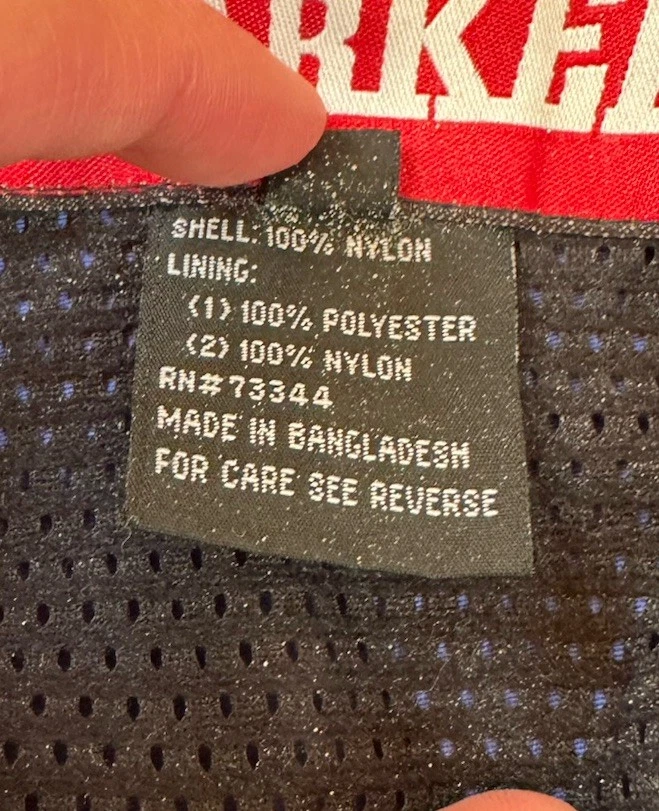 SHELL: 100% NYLON
LINING:
(1) 100% POLYESTER
(2) 100% NYLON
RN#73344
MADE IN BANGLADESH
FOR CARE SEE REVERSE